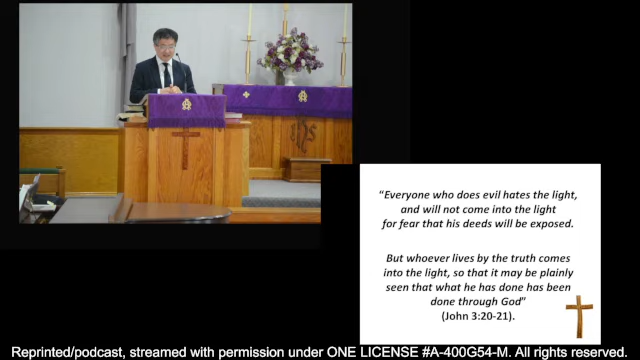 "Everyone who does evil hates the light,
and will not come into the light
for fear that his deeds will be exposed.
But whoever lives by the truth comes
into the light, so that it may be plainly
seen that what he has done has been
done through God"
(John 3:20-21).
Reprinted/podcast, streamed with permission under ONE LICENSE #A-400G54-M. All rights reserved.